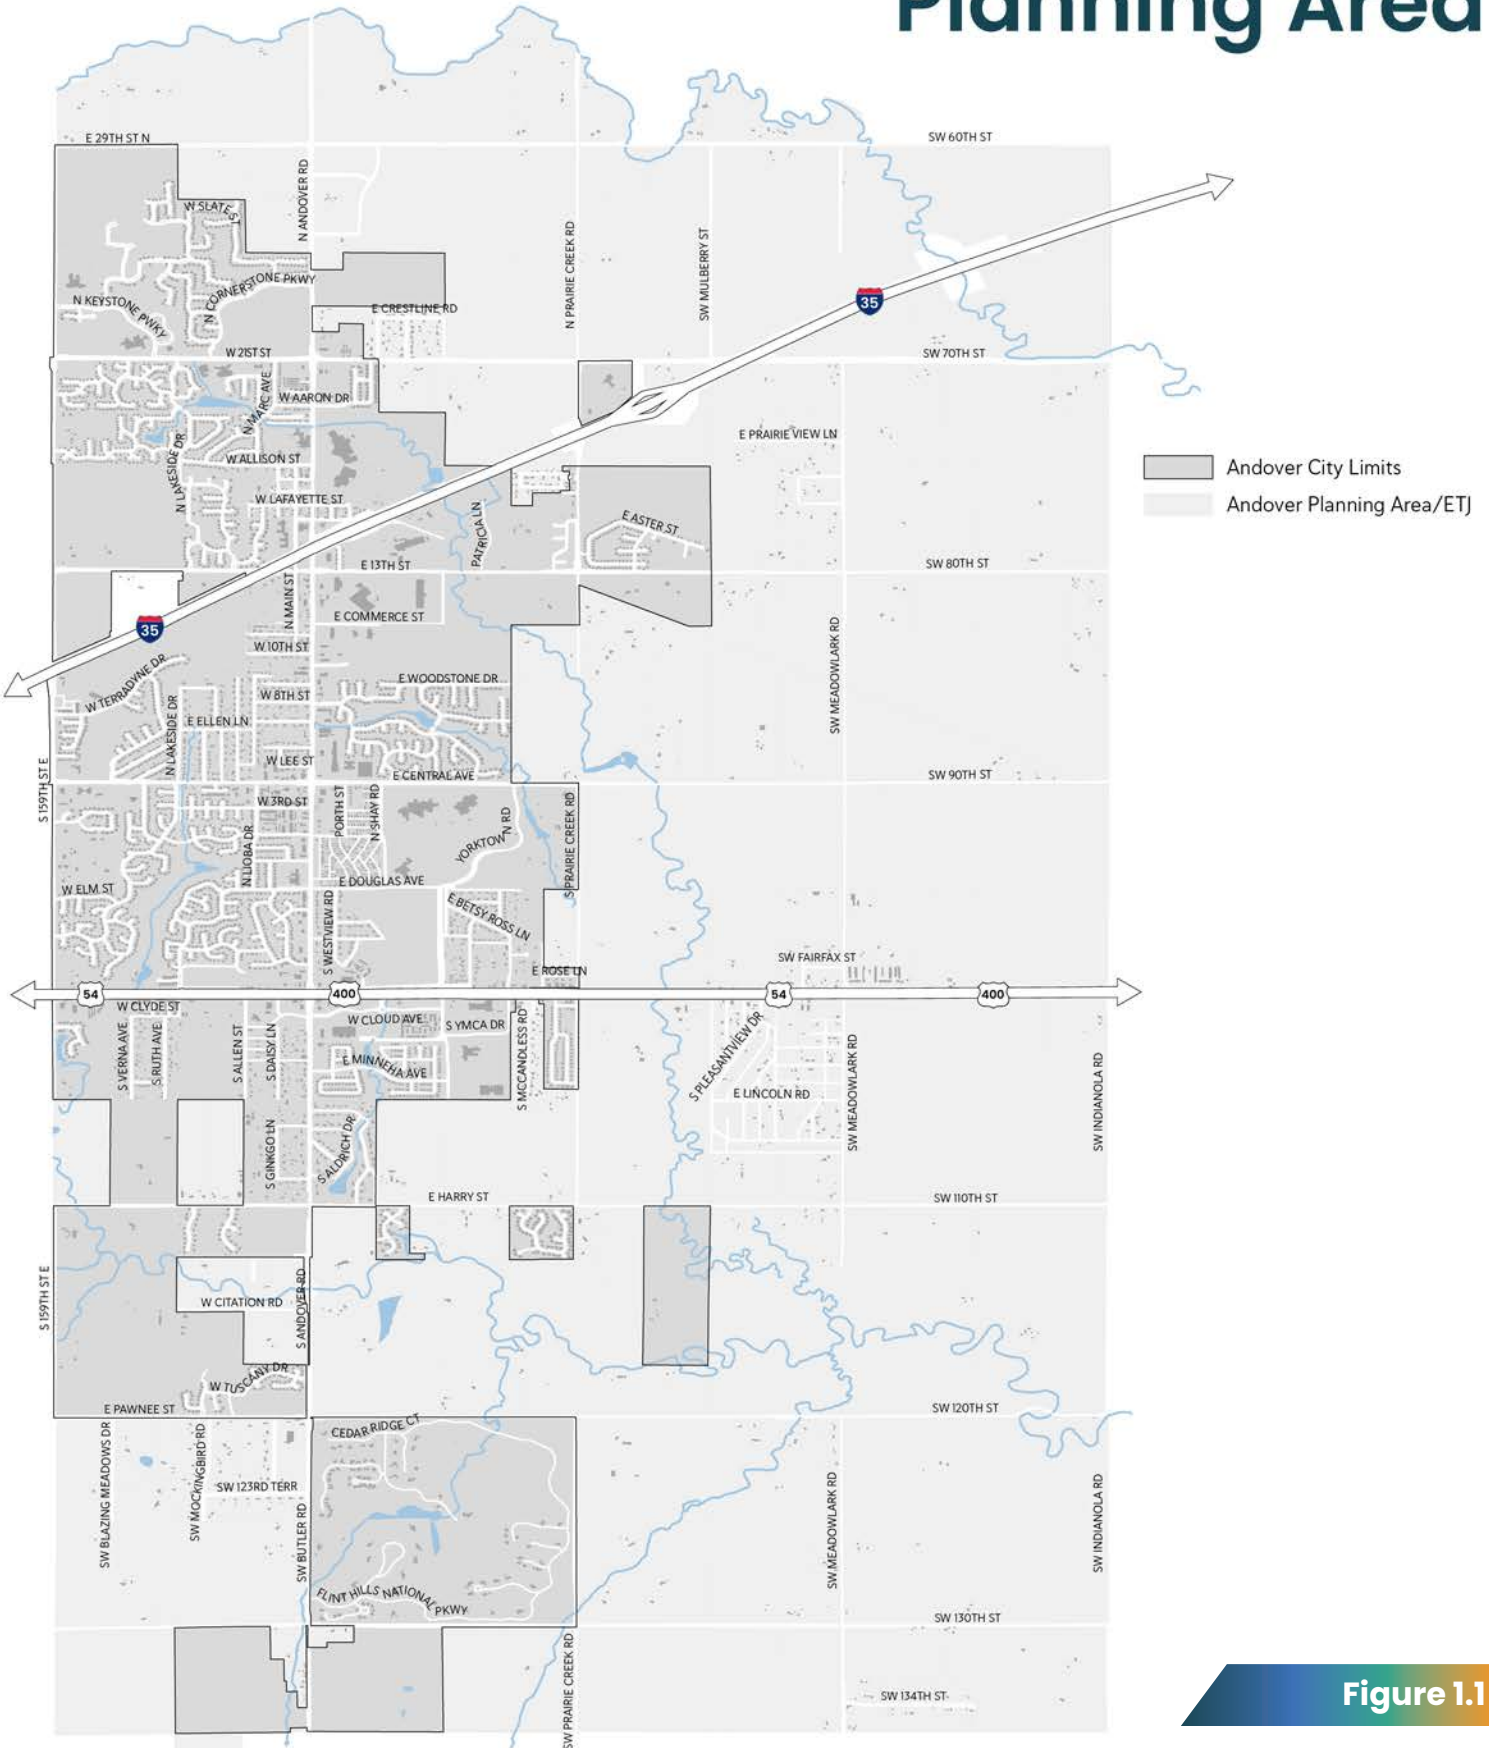 Planning Area
E 29TH ST N
SW 60TH ST
N ANDOVER RD
W SLATE ST
N PRAIRIE CREEK RD
SW MULBERRY ST
N CORNERSTONE PKWY
N KEYSTONE PWKY
E CRESTLINE RD
35
W 21ST ST
SW 70TH ST
N MARC AVE
W AARON DR
E PRAIRIE VIEW LN
N LAKESIDE DR
W ALLISON ST
Andover City Limits
W LAFAYETTE ST
Andover Planning Area/ETJ
PATRICIA LN
E ASTER ST
E 13TH ST
SW 80TH ST
N MAIN ST
35
E COMMERCE ST
W 10TH ST
SW MEADOWLARK RD
W TERRADYNE DR
E WOODSTONE DR
W 8TH ST
N LAKESIDE DR
E ELLEN LN
W LEE ST
E CENTRAL AVE
SW 90TH ST
S 159TH ST E
W 3RD ST
PORTH ST
N SHAY RD
YORKTOWN RD
S PRAIRIE CREEK RD
N LIOBA DR
E DOUGLAS AVE
W ELM ST
E BETSY ROSS LN
S WESTVIEW RD
SW FAIRFAX ST
E ROSE LN
54
400
54
400
W CLYDE ST
W CLOUD AVE
S YMCA DR
S VERNA AVE
S RUTH AVE
S ALLEN ST
S DAISY LN
E MINNEHA AVE
S MCCANDLESS RD
S PLEASANTVIEW DR
E LINCOLN RD
SW MEADOWLARK RD
SW INDIANOLA RD
S GINKGO LN
S ALDRICH DR
E HARRY ST
SW 110TH ST
S 159TH ST E
W CITATION RD
S ANDOVER RD
W TUSCANY DR
E PAWNEE ST
SW 120TH ST
CEDAR RIDGE CT
SW BLAZING MEADOWS DR
SW MOCKINGBIRD RD
SW 123RD TERR
SW BUTLER RD
SW MEADOWLARK RD
SW INDIANOLA RD
FLINT HILLS NATIONAL PKWY
SW 130TH ST
SW PRAIRIE CREEK RD
SW 134TH ST
Figure 1.1